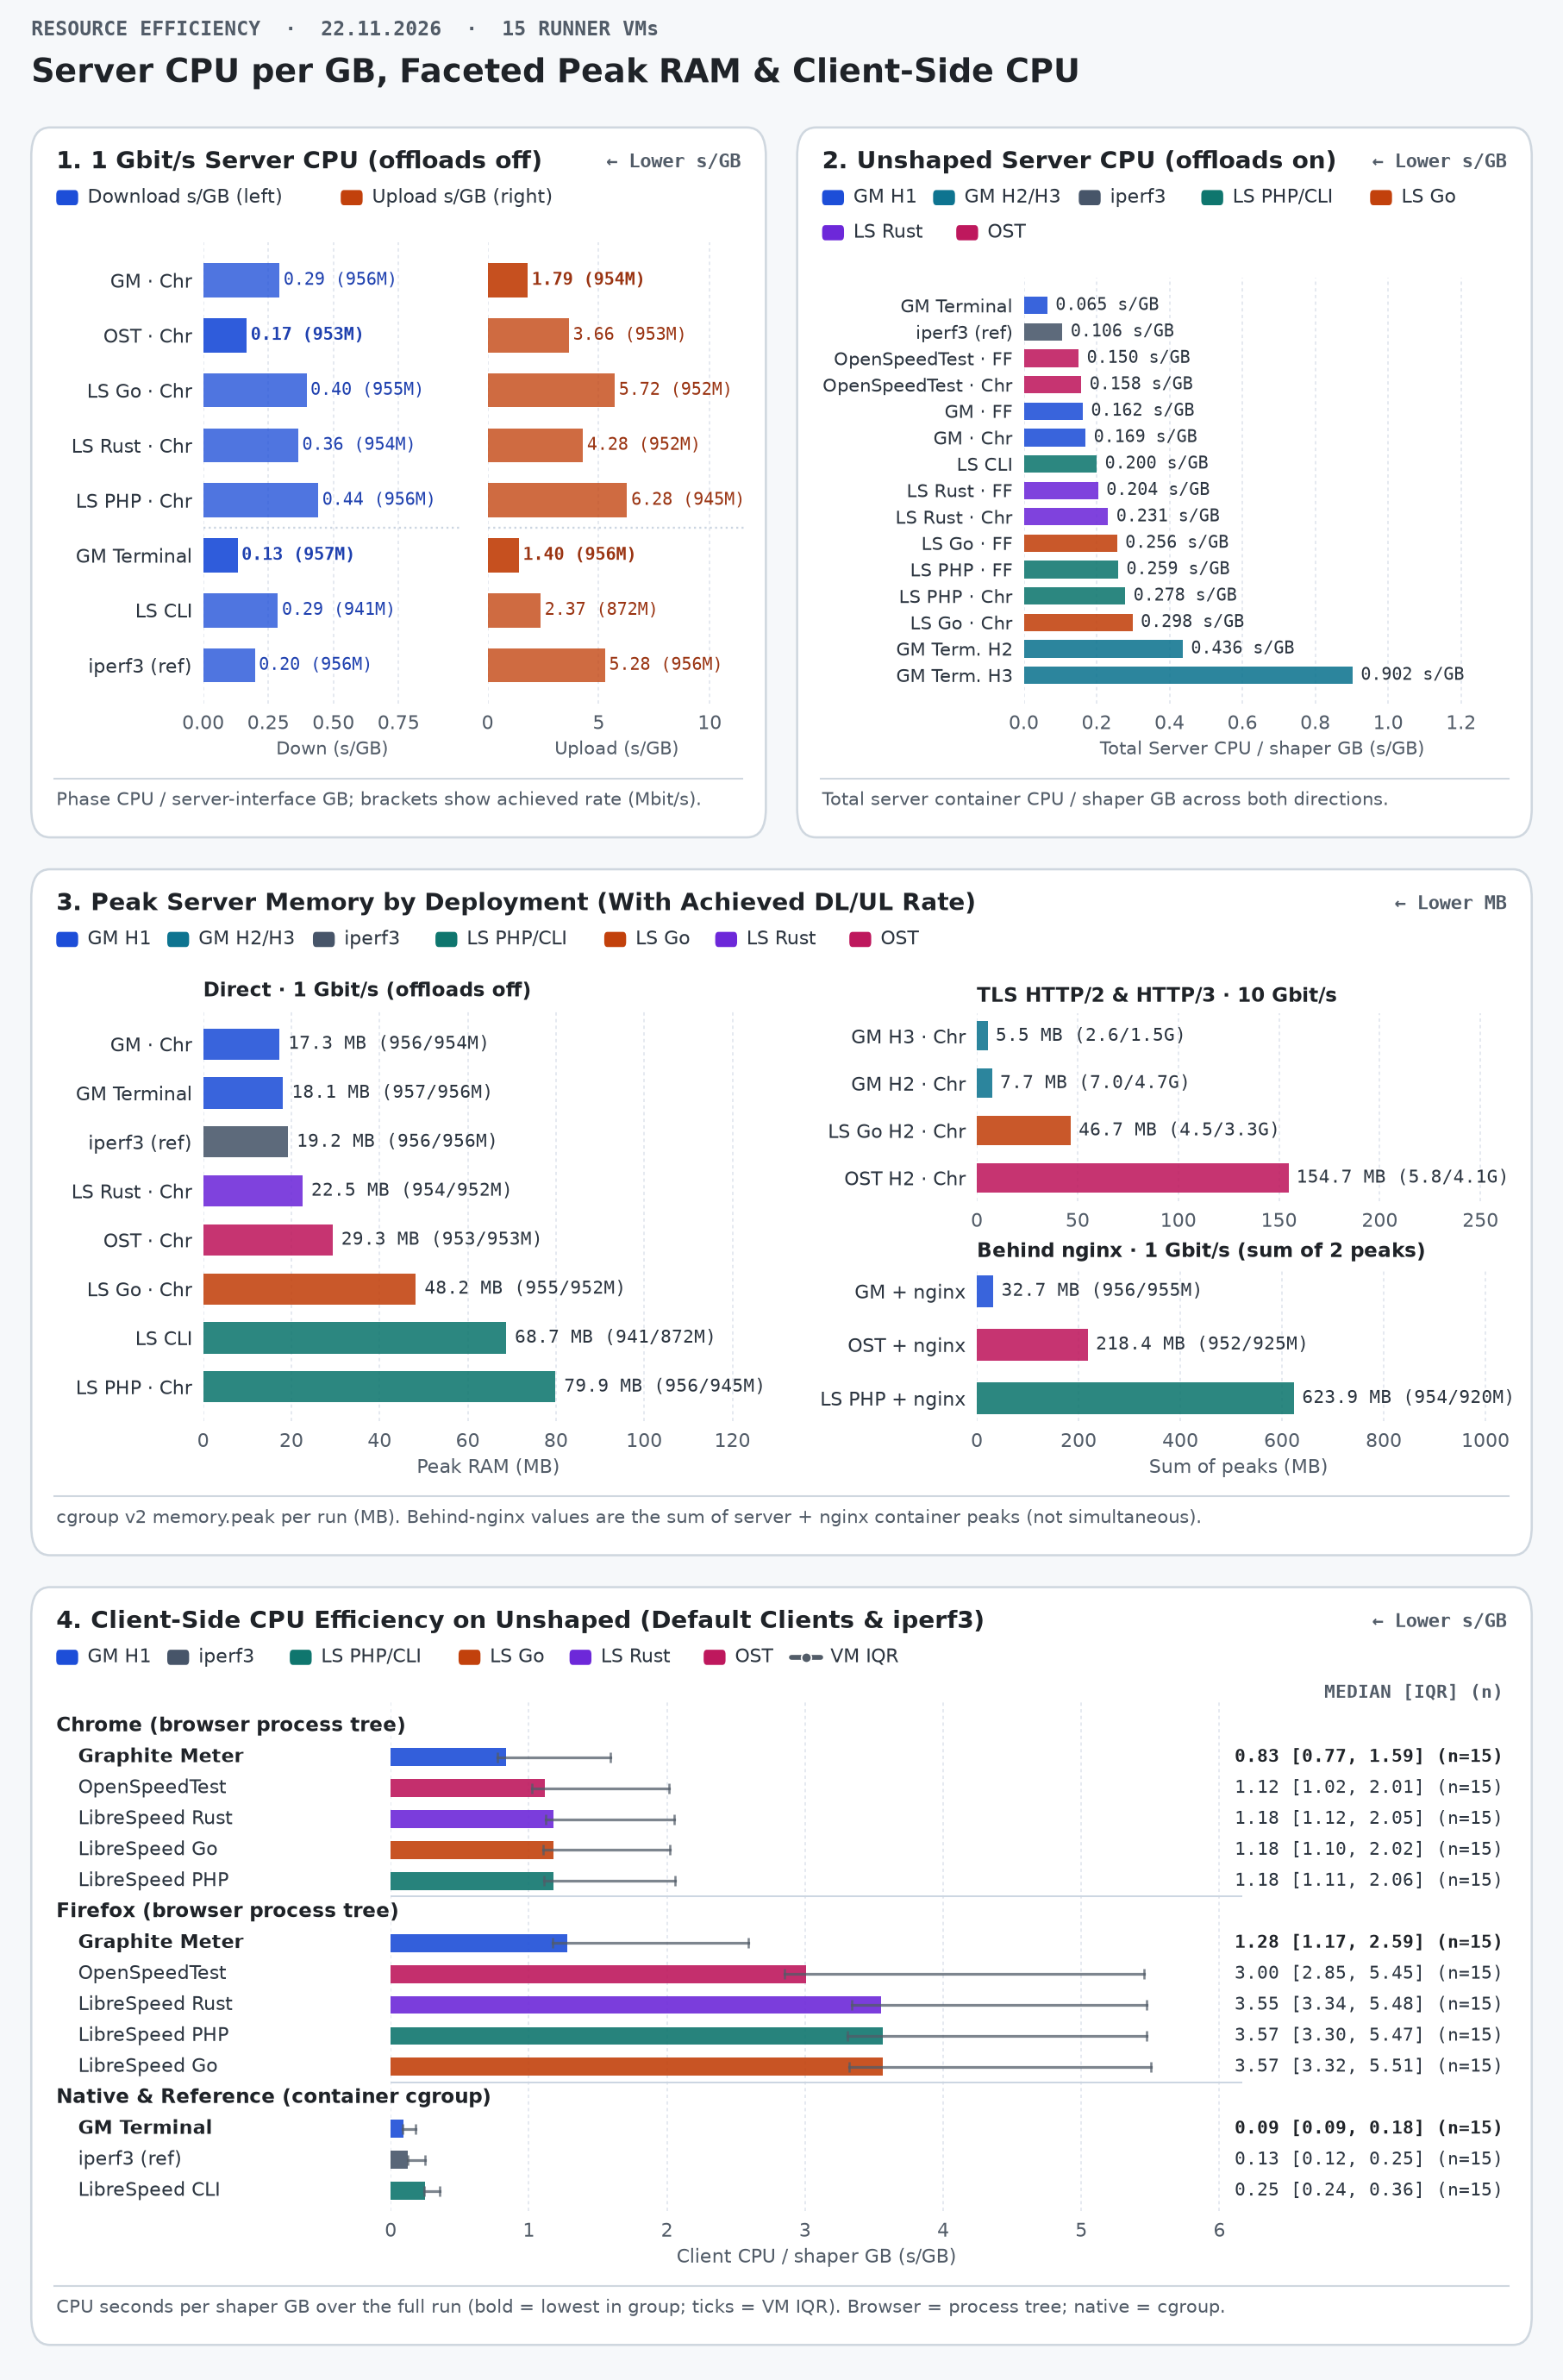 RESOURCE EFFICIENCY · 22.11.2026 · 15 RUNNER VMs
Server CPU per GB, Faceted Peak RAM & Client-Side CPU
1. 1 Gbit/s Server CPU (offloads off)
← Lower s/GB
Download s/GB (left)
Upload s/GB (right)
GM · Chr 0.29 (956M) 1.79 (954M)
OST · Chr 0.17 (953M) 3.66 (953M)
LS Go · Chr 0.40 (955M) 5.72 (952M)
LS Rust · Chr 0.36 (954M) 4.28 (952M)
LS PHP · Chr 0.44 (956M) 6.28 (945M)
GM Terminal 0.13 (957M) 1.40 (956M)
LS CLI 0.29 (941M) 2.37 (872M)
iperf3 (ref) 0.20 (956M) 5.28 (956M)
0.00 0.25 0.50 0.75 0 5 10
Down (s/GB) Upload (s/GB)
Phase CPU / server-interface GB; brackets show achieved rate (Mbit/s).
2. Unshaped Server CPU (offloads on)
← Lower s/GB
GM H1 GM H2/H3 iperf3 LS PHP/CLI LS Go
LS Rust OST
GM Terminal 0.065 s/GB
iperf3 (ref) 0.106 s/GB
OpenSpeedTest · FF 0.150 s/GB
OpenSpeedTest · Chr 0.158 s/GB
GM · FF 0.162 s/GB
GM · Chr 0.169 s/GB
LS CLI 0.200 s/GB
LS Rust · FF 0.204 s/GB
LS Rust · Chr 0.231 s/GB
LS Go · FF 0.256 s/GB
LS PHP · FF 0.259 s/GB
LS PHP · Chr 0.278 s/GB
LS Go · Chr 0.298 s/GB
GM Term. H2 0.436 s/GB
GM Term. H3 0.902 s/GB
0.0 0.2 0.4 0.6 0.8 1.0 1.2
Total Server CPU / shaper GB (s/GB)
Total server container CPU / shaper GB across both directions.
3. Peak Server Memory by Deployment (With Achieved DL/UL Rate)
← Lower MB
GM H1 GM H2/H3 iperf3 LS PHP/CLI LS Go LS Rust OST
Direct · 1 Gbit/s (offloads off)
GM · Chr 17.3 MB (956/954M)
GM Terminal 18.1 MB (957/956M)
iperf3 (ref) 19.2 MB (956/956M)
LS Rust · Chr 22.5 MB (954/952M)
OST · Chr 29.3 MB (953/953M)
LS Go · Chr 48.2 MB (955/952M)
LS CLI 68.7 MB (941/872M)
LS PHP · Chr 79.9 MB (956/945M)
0 20 40 60 80 100 120
Peak RAM (MB)
TLS HTTP/2 & HTTP/3 · 10 Gbit/s
GM H3 · Chr 5.5 MB (2.6/1.5G)
GM H2 · Chr 7.7 MB (7.0/4.7G)
LS Go H2 · Chr 46.7 MB (4.5/3.3G)
OST H2 · Chr 154.7 MB (5.8/4.1G)
0 50 100 150 200 250
Behind nginx · 1 Gbit/s (sum of 2 peaks)
GM + nginx 32.7 MB (956/955M)
OST + nginx 218.4 MB (952/925M)
LS PHP + nginx 623.9 MB (954/920M)
0 200 400 600 800 1000
Sum of peaks (MB)
cgroup v2 memory.peak per run (MB). Behind-nginx values are the sum of server + nginx container peaks (not simultaneous).
4. Client-Side CPU Efficiency on Unshaped (Default Clients & iperf3)
← Lower s/GB
GM H1 iperf3 LS PHP/CLI LS Go LS Rust OST VM IQR
MEDIAN [IQR] (n)
Chrome (browser process tree)
Graphite Meter 0.83 [0.77, 1.59] (n=15)
OpenSpeedTest 1.12 [1.02, 2.01] (n=15)
LibreSpeed Rust 1.18 [1.12, 2.05] (n=15)
LibreSpeed Go 1.18 [1.10, 2.02] (n=15)
LibreSpeed PHP 1.18 [1.11, 2.06] (n=15)
Firefox (browser process tree)
Graphite Meter 1.28 [1.17, 2.59] (n=15)
OpenSpeedTest 3.00 [2.85, 5.45] (n=15)
LibreSpeed Rust 3.55 [3.34, 5.48] (n=15)
LibreSpeed PHP 3.57 [3.30, 5.47] (n=15)
LibreSpeed Go 3.57 [3.32, 5.51] (n=15)
Native & Reference (container cgroup)
GM Terminal 0.09 [0.09, 0.18] (n=15)
iperf3 (ref) 0.13 [0.12, 0.25] (n=15)
LibreSpeed CLI 0.25 [0.24, 0.36] (n=15)
0 1 2 3 4 5 6
Client CPU / shaper GB (s/GB)
CPU seconds per shaper GB over the full run (bold = lowest in group; ticks = VM IQR). Browser = process tree; native = cgroup.